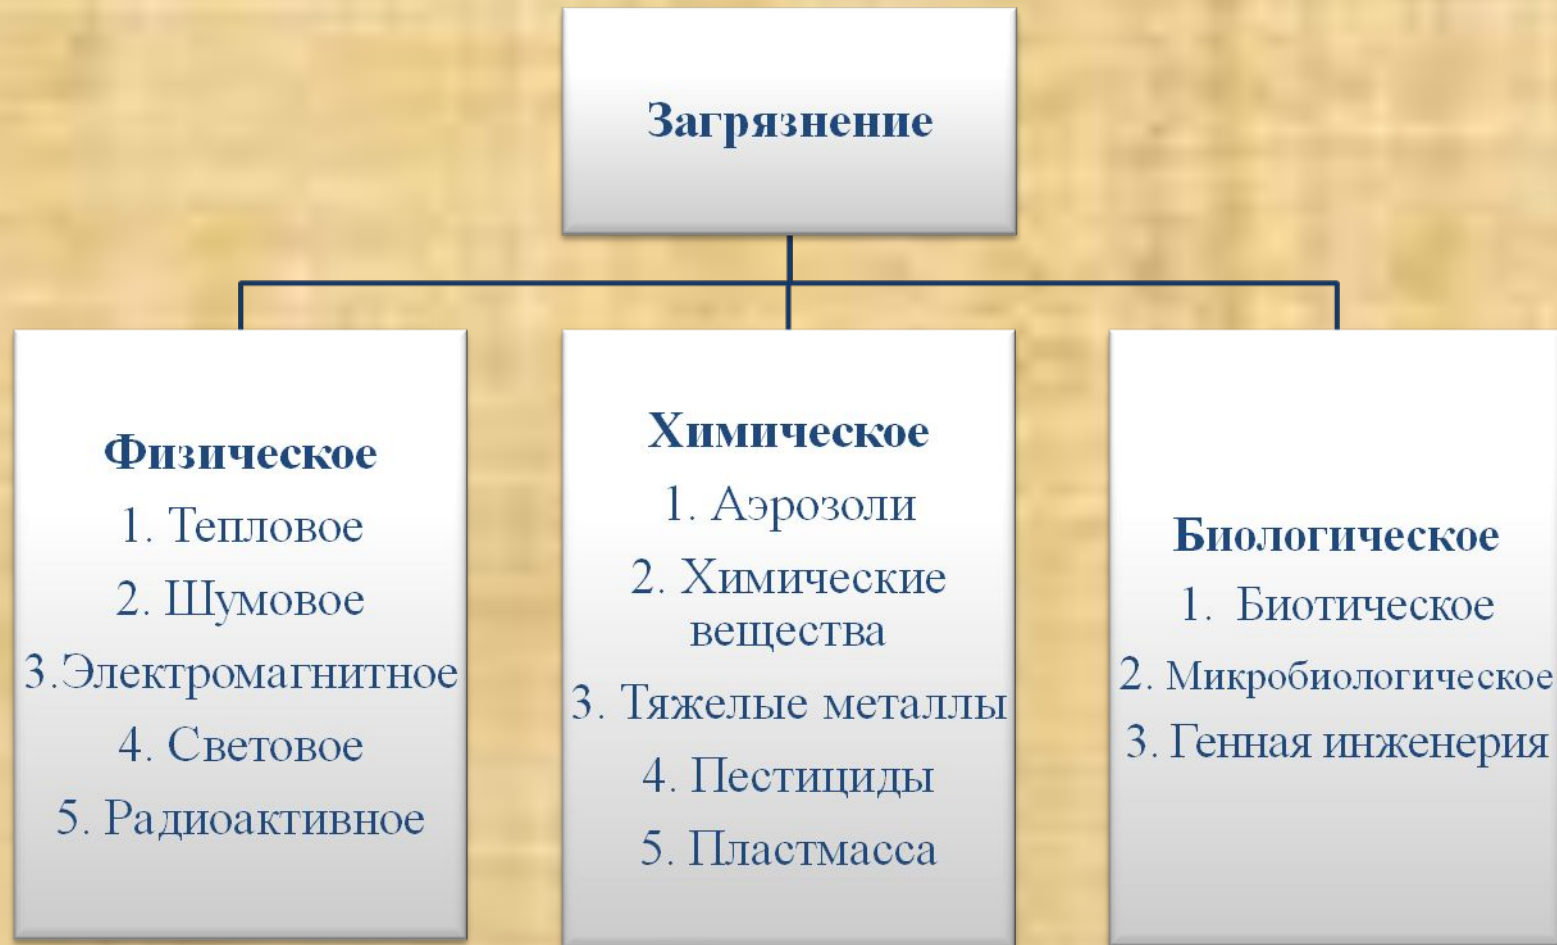 Загрязнение
Физическое
1. Тепловое
2. Шумовое
3.Электромагнитное
4. Световое
5. Радиоактивное
Химическое
1. Аэрозоли
2. Химические
вещества
3. Тяжелые металлы
4. Пестициды
5. Пластмасса
Биологическое
1. Биотическое
2. Микробиологическое
3. Генная инженерия